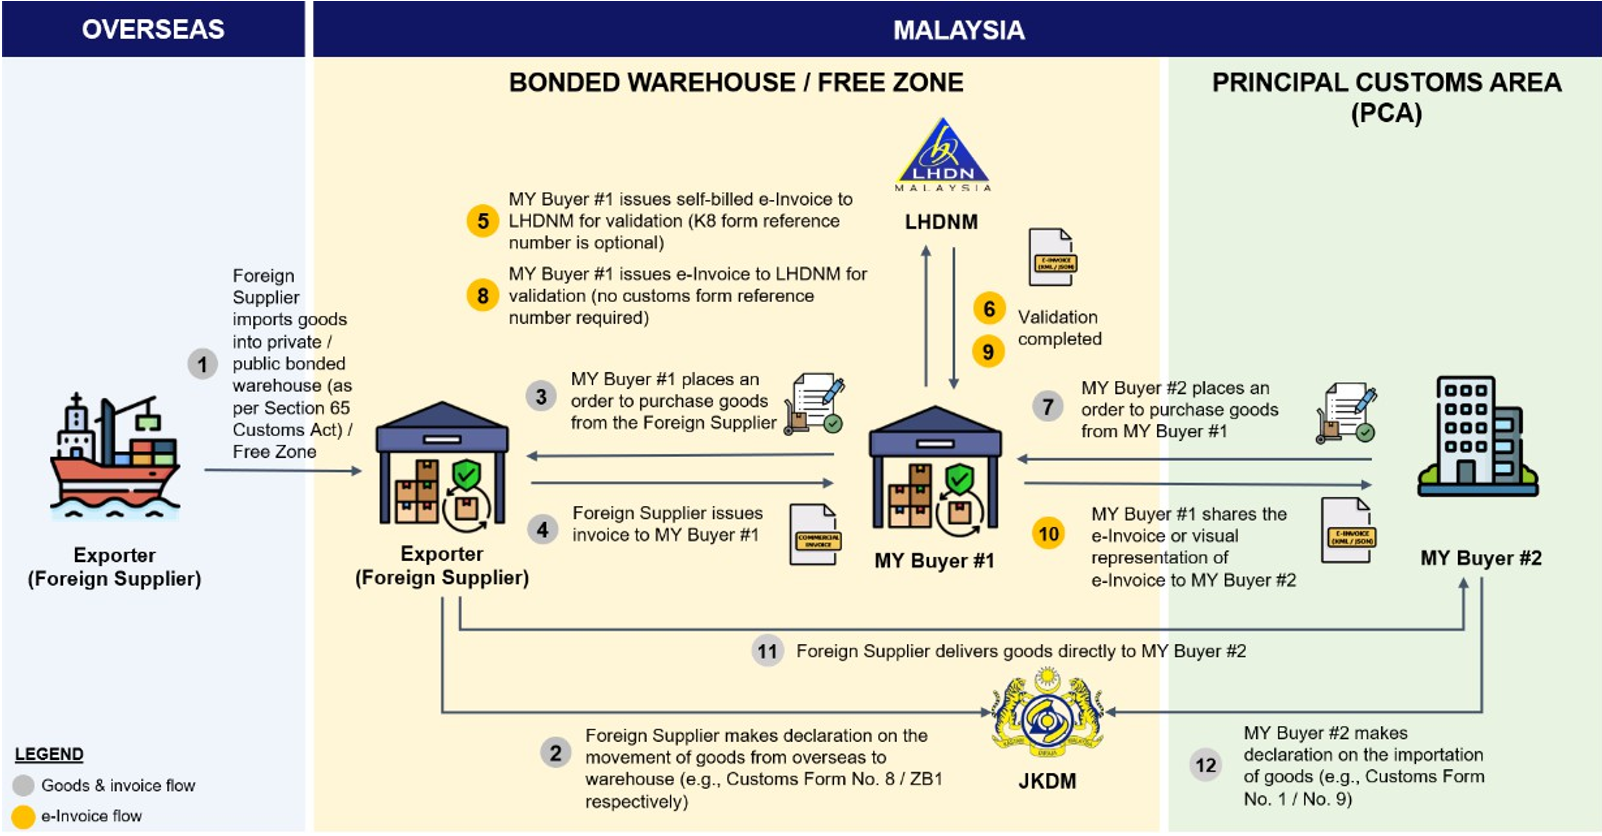 OVERSEAS
MALAYSIA
BONDED WAREHOUSE / FREE ZONE
PRINCIPAL CUSTOMS AREA
(PCA)
LHDN
MALAYSIA
LHDNM
5
MY Buyer #1 issues self-billed e-Invoice to
LHDNM for validation (K8 form reference
number is optional)
8
MY Buyer #1 issues e-Invoice to LHDNM for
validation (no customs form reference
number required)
E-INVOICE
(XML / JSON)
6
9
Validation
completed
1
Foreign
Supplier
imports goods
into private /
public bonded
warehouse (as
per Section 65
Customs Act) /
Free Zone
3
MY Buyer #1 places an
order to purchase goods
from the Foreign Supplier
7
MY Buyer #2 places an
order to purchase goods
from MY Buyer #1
4
Foreign Supplier issues
invoice to MY Buyer #1
COMMERCIAL
INVOICE
10
MY Buyer #1 shares the
e-Invoice or visual
representation of
e-Invoice to MY Buyer #2
E-INVOICE
(XML / JSON)
Exporter
(Foreign Supplier)
Exporter
(Foreign Supplier)
MY Buyer #1
MY Buyer #2
11
Foreign Supplier delivers goods directly to MY Buyer #2
2
Foreign Supplier makes declaration on the
movement of goods from overseas to
warehouse (e.g., Customs Form No. 8 / ZB1
respectively)
JKDM
12
MY Buyer #2 makes
declaration on the importation
of goods (e.g., Customs Form
No. 1 / No. 9)
LEGEND
Goods & invoice flow
e-Invoice flow